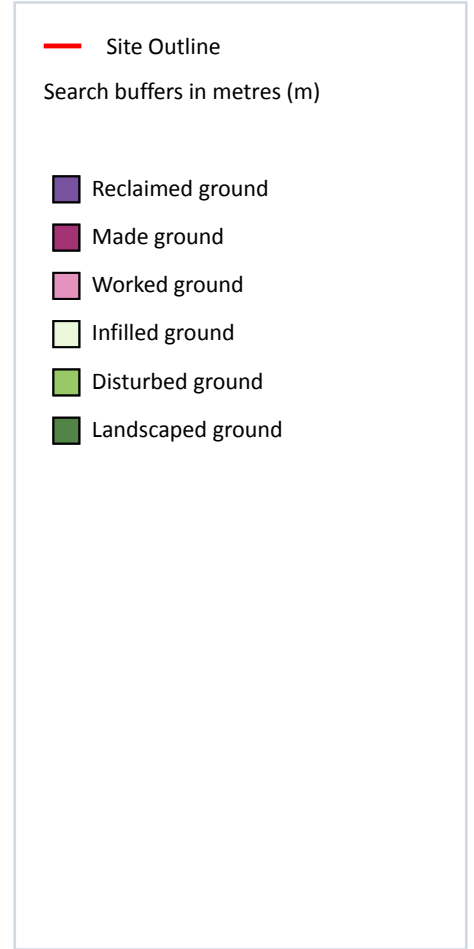 Site Outline
Search buffers in metres (m)
Reclaimed ground
Made ground
Worked ground
Infilled ground
Disturbed ground
Landscaped ground